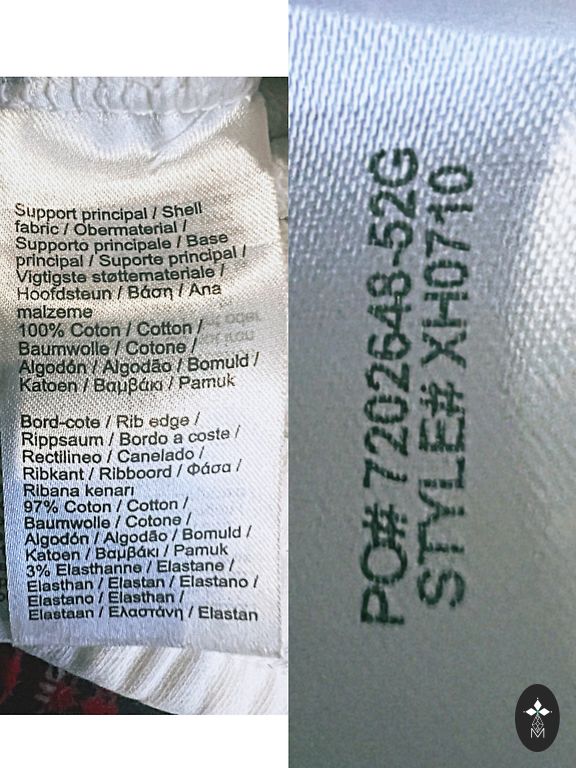 Support principal / Shell
fabric / Obermaterial /
Supporto principale / Base
principal / Suporte principal /
Vigtigste støttemateriale /
Hoofdsteun / Βάση / Ana
malzeme
100% Coton / Cotton /
Baumwolle / Cotone /
Algodón / Algodão / Bomuld /
Katoen / Βαμβάκι / Pamuk
Bord-cote / Rib edge /
Rippsaum / Bordo a coste /
Rectilineo / Canelado /
Ribkant / Ribboord / Φάσα /
Ribana kenarı
97% Coton / Cotton /
Baumwolle / Cotone /
Algodón / Algodão / Bomuld /
Katoen / Βαμβάκι / Pamuk
3% Elasthanne / Elastane /
Elasthan / Elastan / Elastano /
Elastano / Elasthan /
Elastaan / Ελαστάνη / Elastan
PO# 7202648-52G
STYLE# XH0710
M